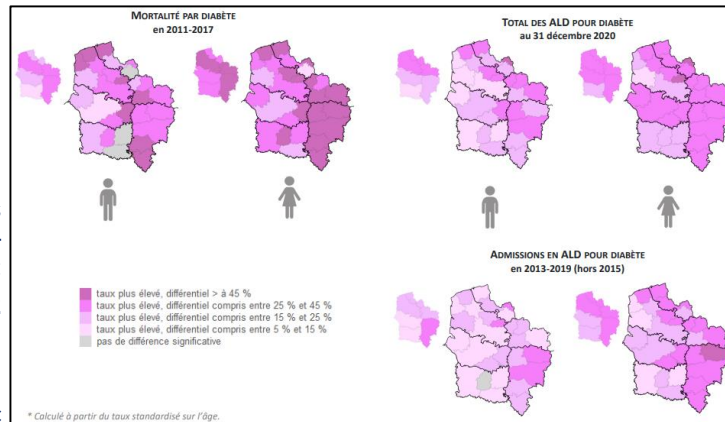 MORTALITÉ PAR DIABÈTE
en 2011-2017
TOTAL DES ALD POUR DIABÈTE
au 31 décembre 2020
ADMISSIONS EN ALD POUR DIABÈTE
en 2013-2019 (hors 2015)
taux plus élevé, différentiel > à 45 %
taux plus élevé, différentiel compris entre 25 % et 45 %
taux plus élevé, différentiel compris entre 15 % et 25 %
taux plus élevé, différentiel compris entre 5 % et 15 %
pas de différence significative
* Calculé à partir du taux standardisé sur l'âge.